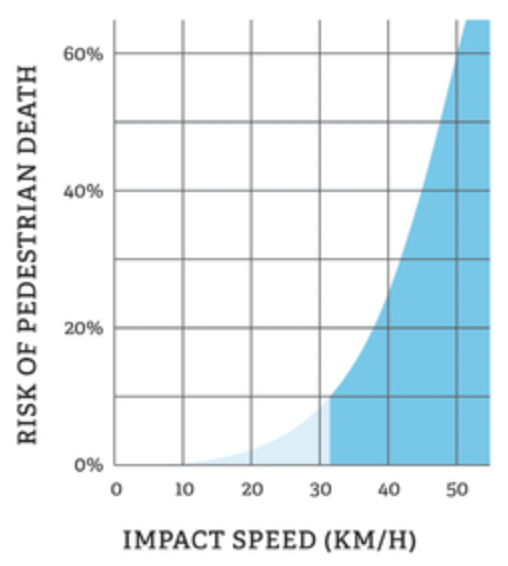 RISK OF PEDESTRIAN DEATH
60%
40%
20%
0%
0 10 20 30 40 50
IMPACT SPEED (KM/H)